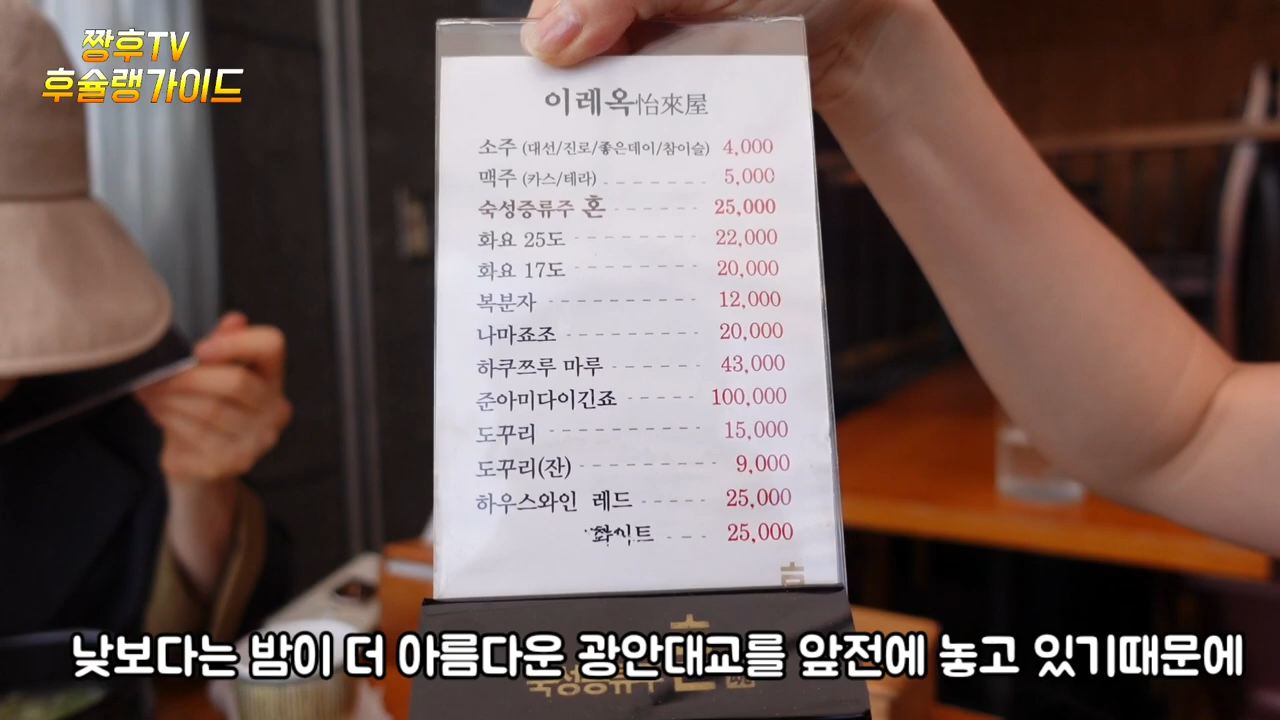 짱후TV
후슐랭가이드
이레옥怡來屋
소주 (대선/진로/좋은데이/참이슬) 4,000
맥주 (카스/테라) 5,000
숙성증류주 혼 25,000
화요 25도 22,000
화요 17도 20,000
복분자 12,000
나마죠조 20,000
하쿠쯔루 마루 43,000
준아미다이긴죠 100,000
도꾸리 15,000
도꾸리(잔) 9,000
하우스와인 레드 25,000
화이트 25,000
숙성증류주 혼
낮보다는 밤이 더 아름다운 광안대교를 앞전에 놓고 있기때문에